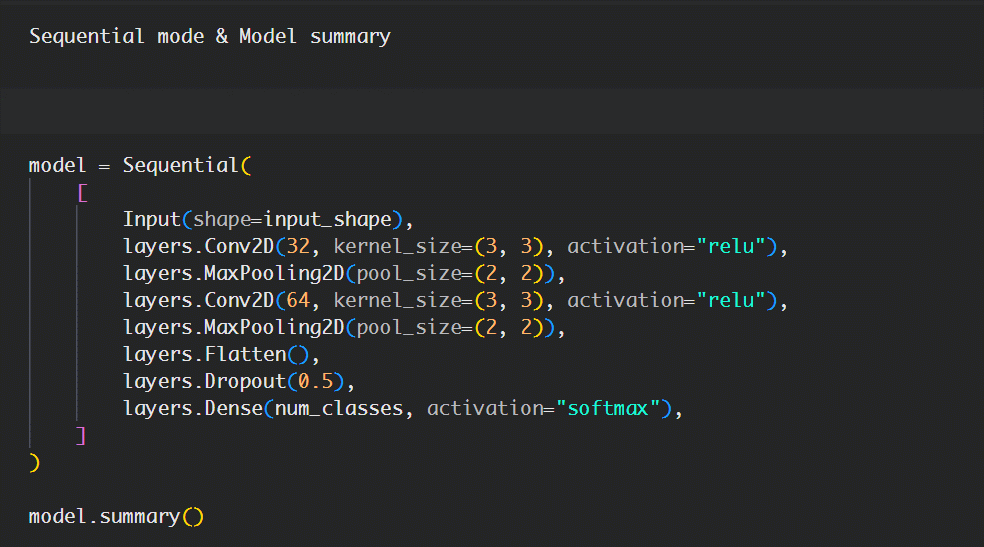 Sequential mode & Model summary
model = Sequential(
[
Input(shape=input_shape),
layers.Conv2D(32, kernel_size=(3, 3), activation="relu"),
layers.MaxPooling2D(pool_size=(2, 2)),
layers.Conv2D(64, kernel_size=(3, 3), activation="relu"),
layers.MaxPooling2D(pool_size=(2, 2)),
layers.Flatten(),
layers.Dropout(0.5),
layers.Dense(num_classes, activation="softmax"),
]
)
model.summary()